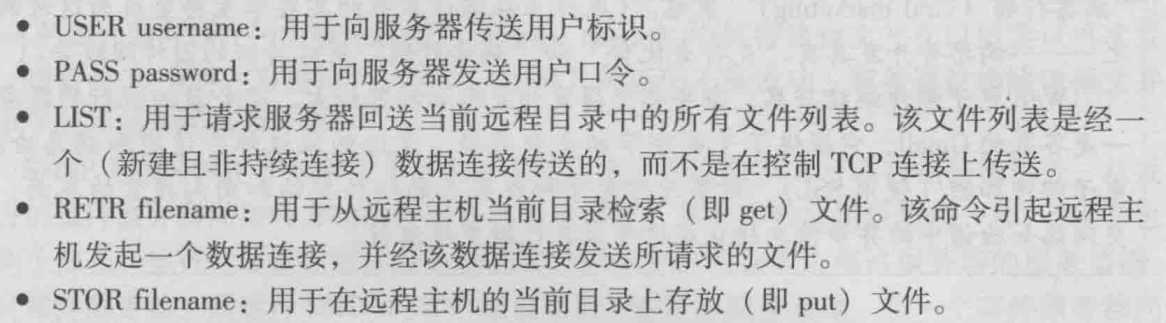 ● USER username：用于向服务器传送用户标识。
● PASS password：用于向服务器发送用户口令。
● LIST：用于请求服务器回送当前远程目录中的所有文件列表。该文件列表是经一
个（新建且非持续连接）数据连接传送的，而不是在控制 TCP 连接上传送。
● RETR filename：用于从远程主机当前目录检索（即 get）文件。该命令引起远程主
机发起一个数据连接，并经该数据连接发送所请求的文件。
● STOR filename：用于在远程主机的当前目录上存放（即 put）文件。